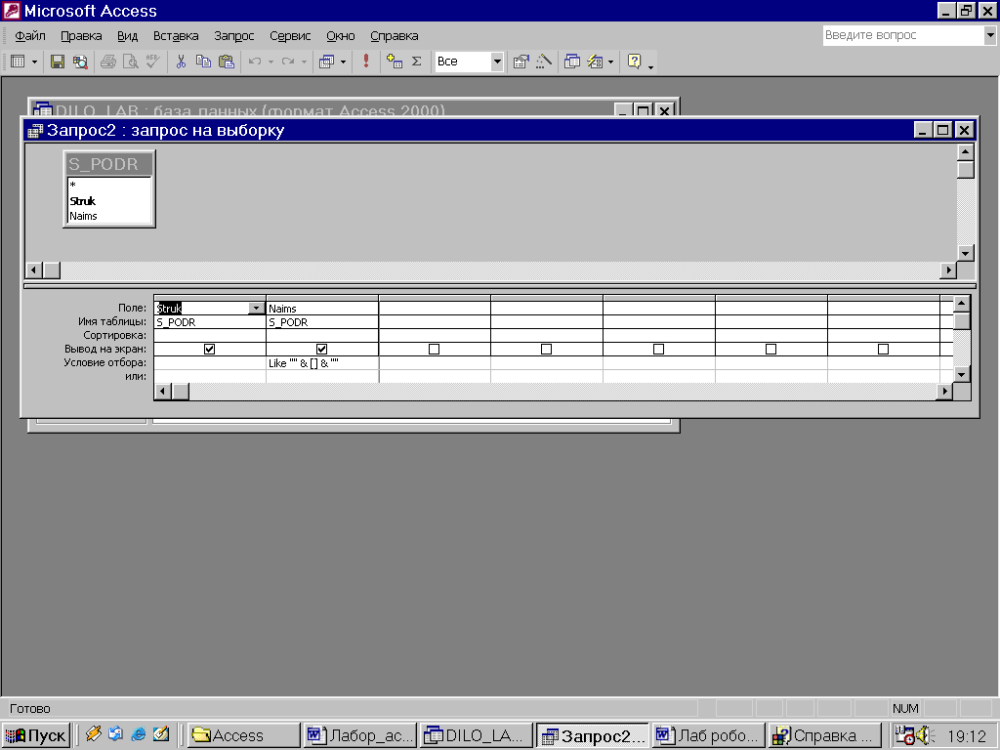 Microsoft Access
Файл Правка Вид Вставка Запрос Сервис Окно Справка
Введите вопрос
Все
DILO_LAB : база данных (формат Access 2000)
Запрос2 : запрос на выборку
S_PODR
*
Struk
Naims
Поле: Struk Naims
Имя таблицы: S_PODR S_PODR
Сортировка:
Вывод на экран:
Условие отбора: Like "" & [] & ""
или:
Готово
NUM
Пуск Access Лабор_ас... DILO_LA... Запрос2... Лаб робо... Справка ... 19:12